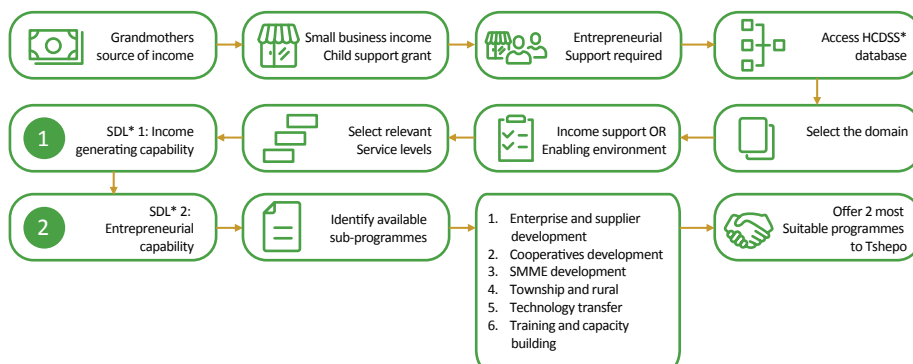 Grandmothers
source of income
Small business income
Child support grant
Entrepreneurial
Support required
Access HCDSS*
database
Select the domain
Income support OR
Enabling environment
Select relevant
Service levels
1
SDL* 1: Income
generating capability
2
SDL* 2:
Entrepreneurial
capability
Identify available
sub-programmes
1. Enterprise and supplier
development
2. Cooperatives development
3. SMME development
4. Township and rural
5. Technology transfer
6. Training and capacity
building
Offer 2 most
Suitable programmes
to Tshepo